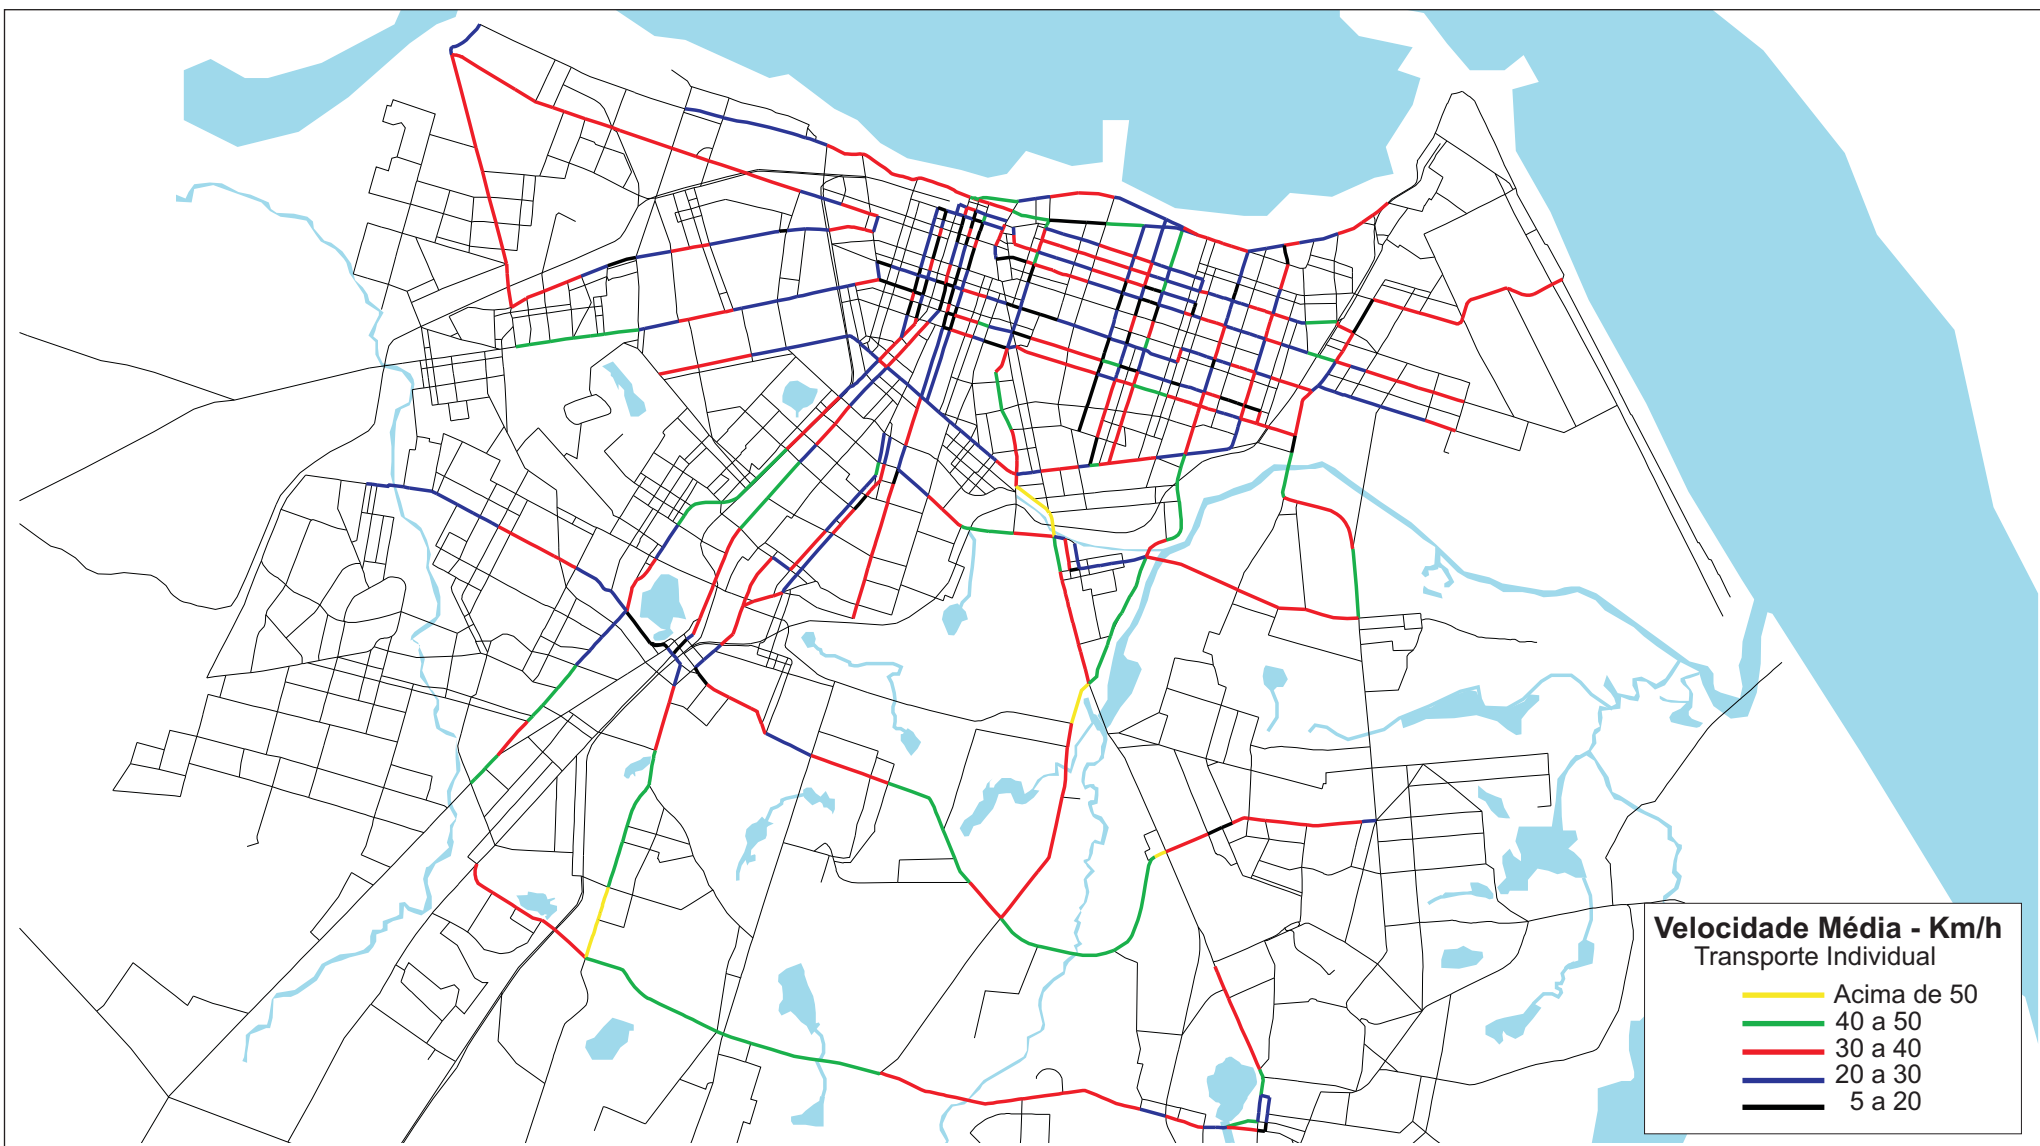 Velocidade Média - Km/h
Transporte Individual
Acima de 50
40 a 50
30 a 40
20 a 30
5 a 20